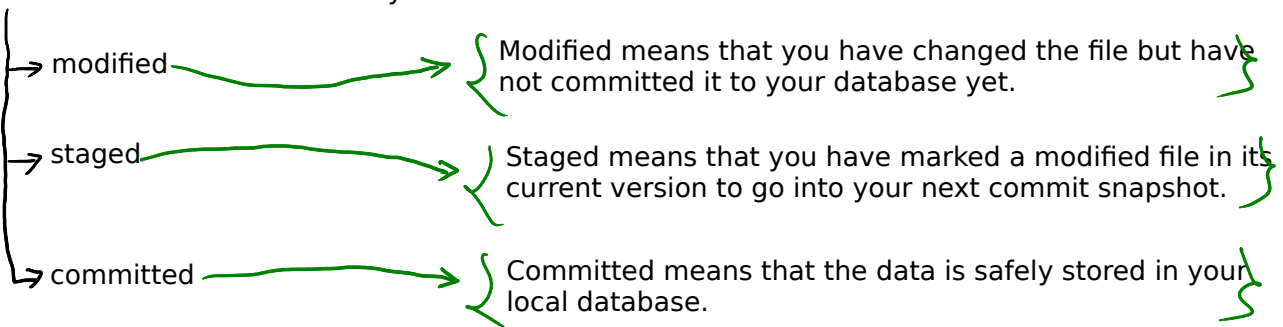 modified
Modified means that you have changed the file but have
not committed it to your database yet.
staged
Staged means that you have marked a modified file in its
current version to go into your next commit snapshot.
committed
Committed means that the data is safely stored in your
local database.